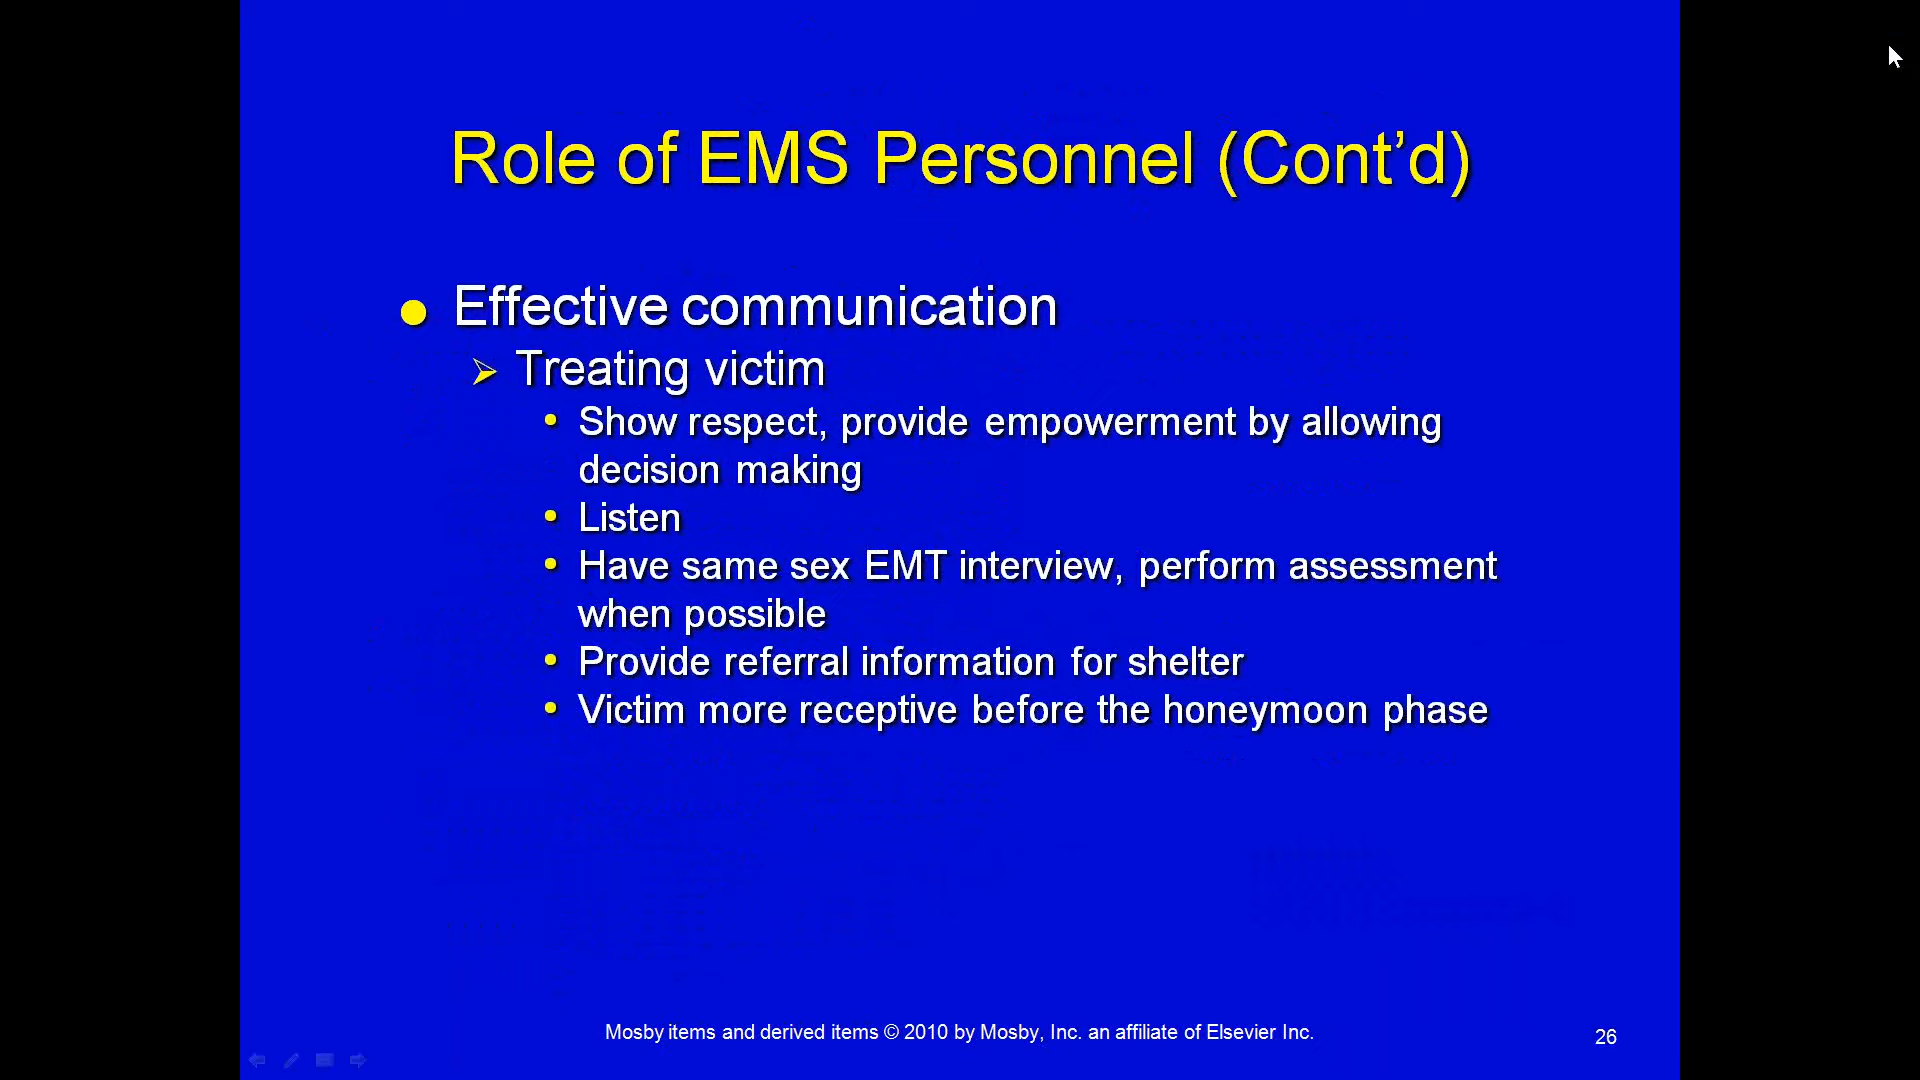 Role of EMS Personnel (Cont’d)
Effective communication
Treating victim
Show respect, provide empowerment by allowing
decision making
Listen
Have same sex EMT interview, perform assessment
when possible
Provide referral information for shelter
Victim more receptive before the honeymoon phase
Mosby items and derived items © 2010 by Mosby, Inc. an affiliate of Elsevier Inc.
26